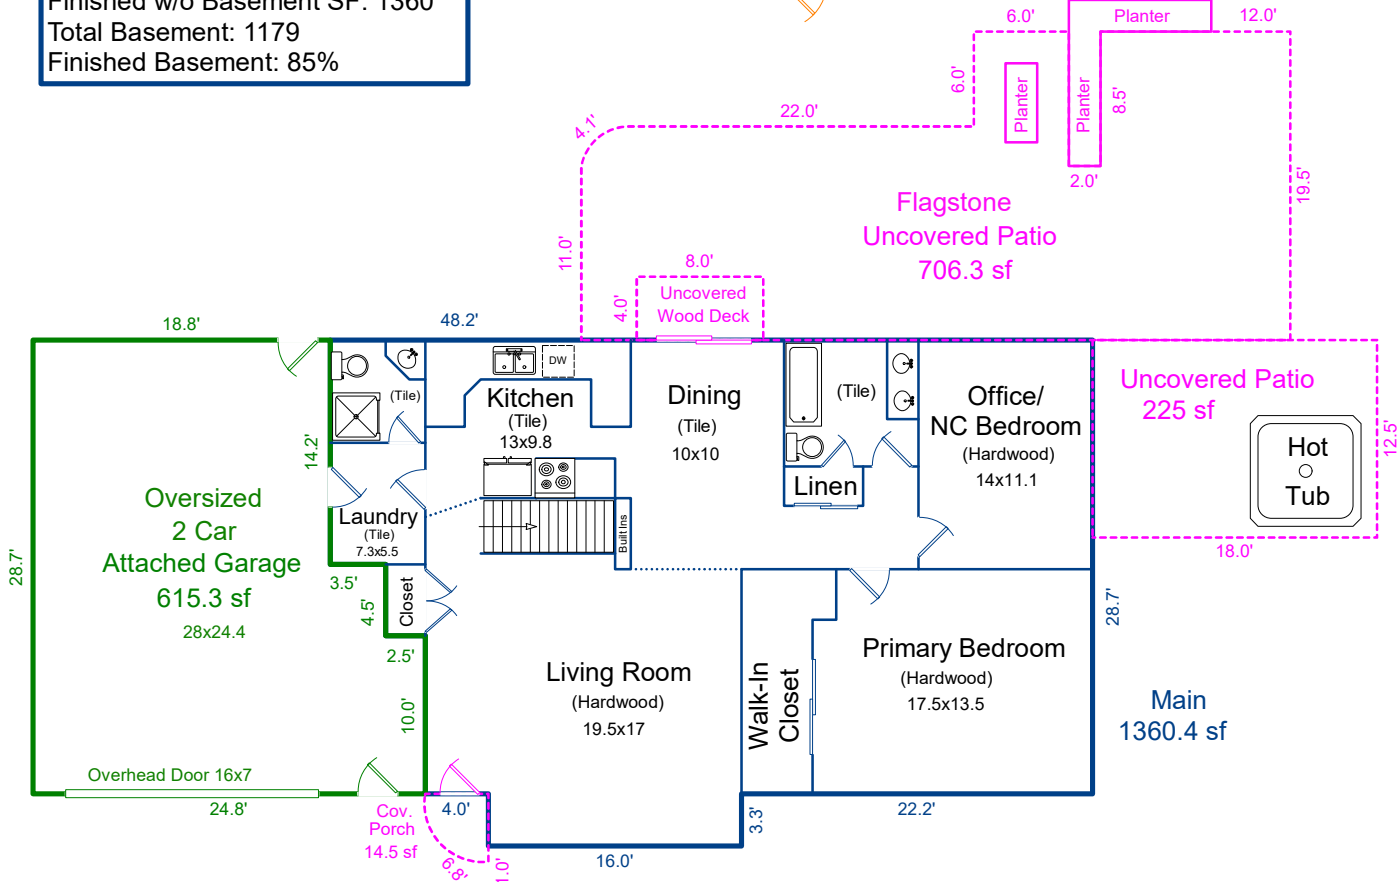 Finished w/o Basement SF: 1360
Total Basement: 1179
Finished Basement: 85%
6.0'
Planter
12.0'
6.0'
Planter
Planter
8.5'
22.0'
4.1'
2.0'
19.5'
Flagstone
Uncovered Patio
706.3 sf
11.0'
8.0'
4.0'
Uncovered
Wood Deck
18.8'
48.2'
DW
(Tile)
Kitchen
(Tile)
13x9.8
Dining
(Tile)
10x10
(Tile)
Office/
NC Bedroom
(Hardwood)
14x11.1
Uncovered Patio
225 sf
12.5'
Hot
Tub
18.0'
14.2'
Linen
Oversized
2 Car
Attached Garage
615.3 sf
28x24.4
28.7'
Laundry
(Tile)
7.3x5.5
Built Ins
3.5'
4.5'
Closet
2.5'
28.7'
Living Room
(Hardwood)
19.5x17
Walk-In
Closet
Primary Bedroom
(Hardwood)
17.5x13.5
Main
1360.4 sf
10.0'
Overhead Door 16x7
24.8'
Cov.
Porch
14.5 sf
4.0'
6.8'
1.0'
16.0'
3.3'
22.2'